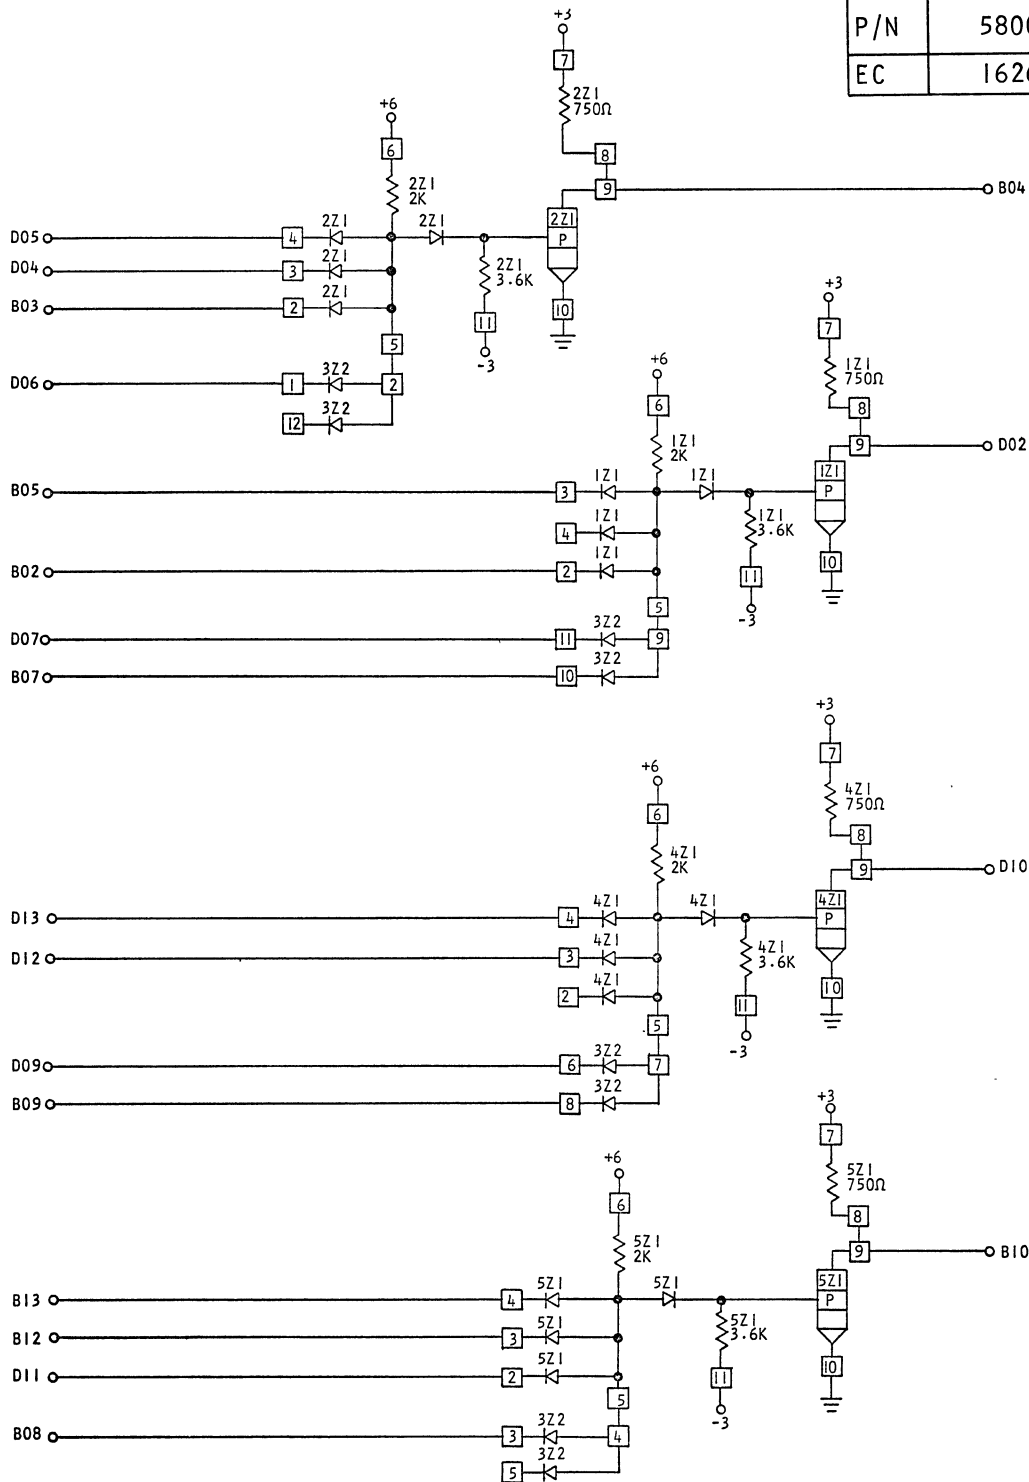 P/N 580
EC 162
+3
7
2Z1
750Ω
+6
6
8
9
B04
2Z1
2K
2Z1
P
D05
4
2Z1
2Z1
D04
3
2Z1
2Z1
3.6K
B03
2
2Z1
10
11
-3
5
D06
1
3Z2
2
12
3Z2
+3
7
1Z1
750Ω
+6
6
8
9
D02
1Z1
2K
1Z1
P
B05
3
1Z1
1Z1
4
1Z1
1Z1
3.6K
B02
2
1Z1
10
11
-3
5
D07
11
3Z2
9
B07
10
3Z2
+3
7
4Z1
750Ω
+6
6
8
9
D10
4Z1
2K
4Z1
P
D13
4
4Z1
4Z1
D12
3
4Z1
4Z1
3.6K
2
4Z1
10
11
-3
5
D09
6
3Z2
7
B09
8
3Z2
+3
7
5Z1
750Ω
+6
6
8
9
B10
5Z1
2K
5Z1
P
B13
4
5Z1
5Z1
B12
3
5Z1
5Z1
3.6K
D11
2
5Z1
10
11
-3
5
B08
3
3Z2
4
5
3Z2